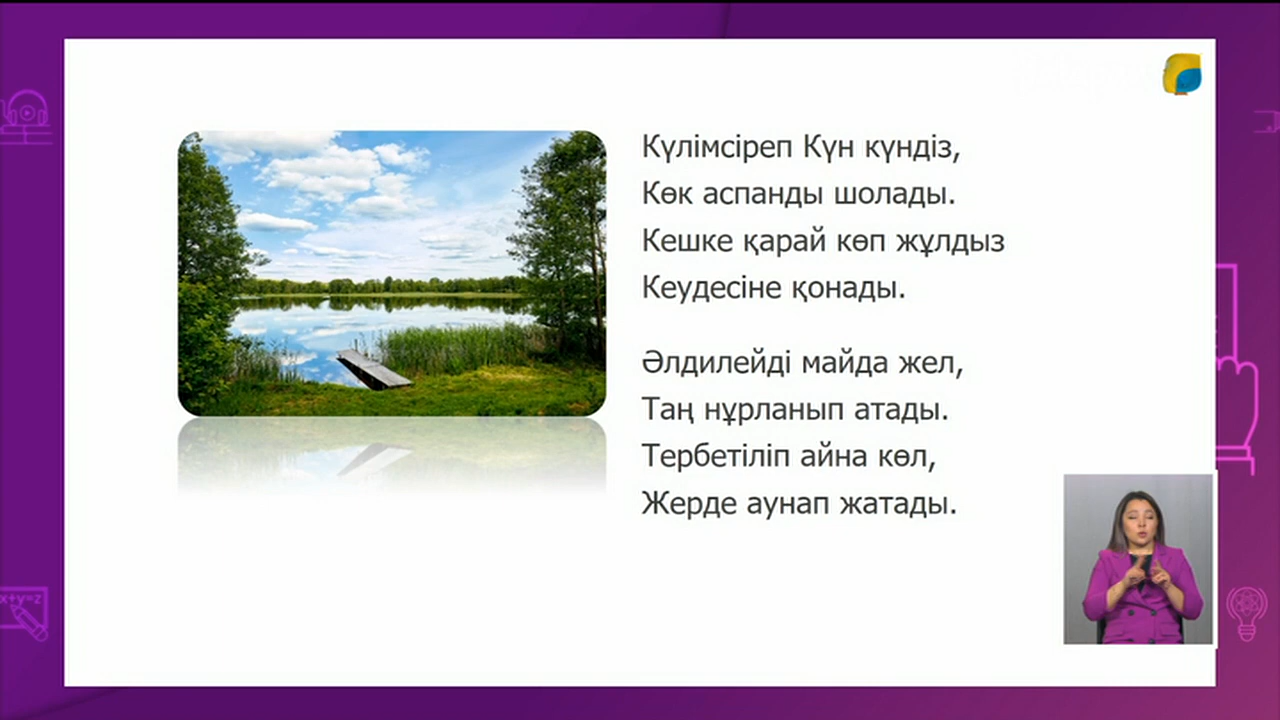 Күлімсіреп Күн күндіз,
Көк аспанды шолады.
Кешке қарай көп жұлдыз
Кеудесіне қонады.
Әлдилейді майда жел,
Таң нұрланып атады.
Тербетіліп айна көл,
Жерде аунап жатады.
x+y=z